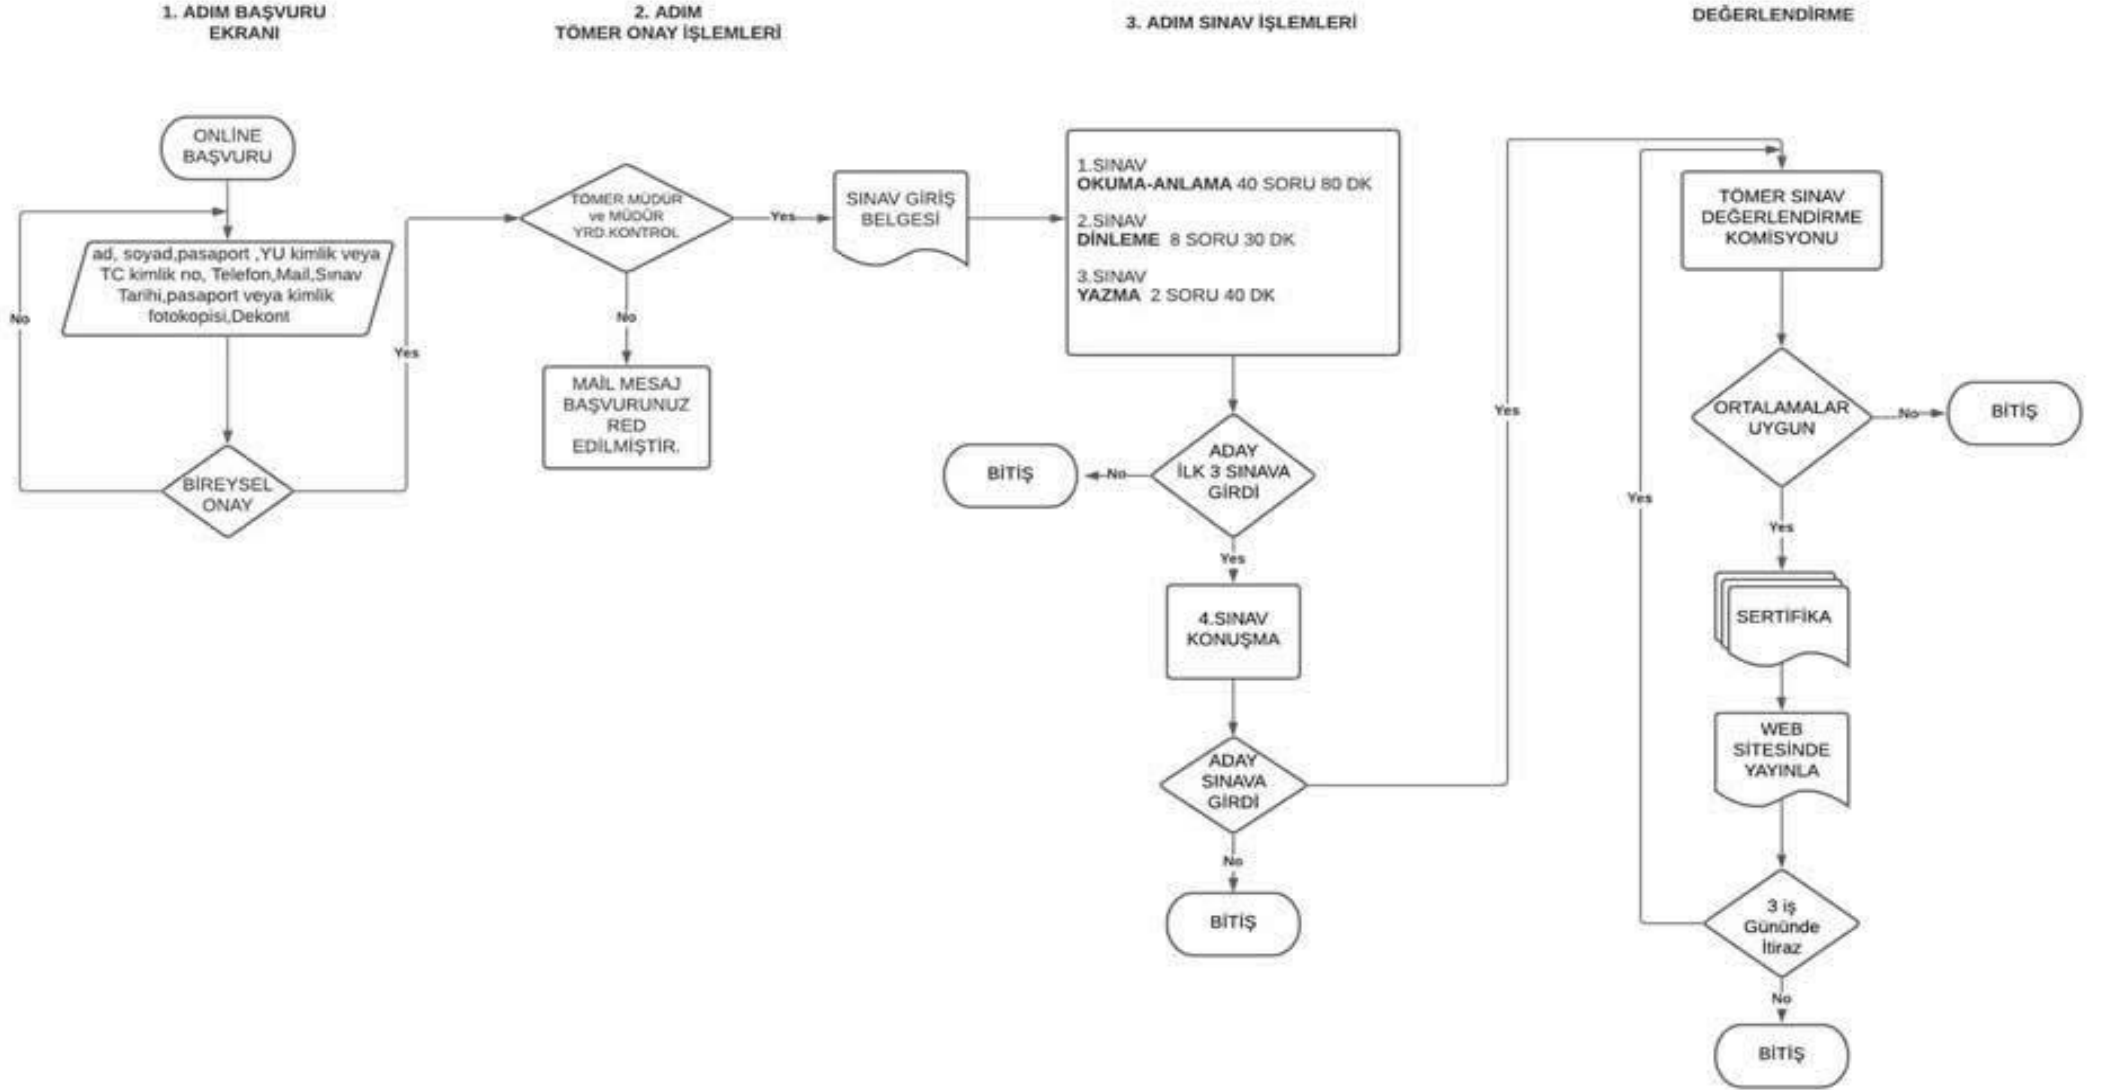 1. ADIM BAŞVURU
EKRANI
ONLİNE
BAŞVURU
ad, soyad,pasaport ,YU kimlik veya
TC kimlik no, Telefon,Mail,Sınav
Tarihi,pasaport veya kimlik
fotokopisi,Dekont
No
Yes
BİREYSEL
ONAY
2. ADIM
TÖMER ONAY İŞLEMLERİ
TÖMER MÜDÜR
ve MÜDÜR
YRD.KONTROL
Yes
No
MAİL MESAJ
BAŞVURUNUZ
RED
EDİLMİŞTİR.
SINAV GİRİŞ
BELGESİ
3. ADIM SINAV İŞLEMLERİ
1.SINAV
OKUMA-ANLAMA 40 SORU 80 DK
2.SINAV
DİNLEME 8 SORU 30 DK
3.SINAV
YAZMA 2 SORU 40 DK
ADAY
İLK 3 SINAVA
GİRDİ
No
BİTİŞ
Yes
4.SINAV
KONUŞMA
ADAY
SINAVA
GİRDİ
Yes
No
BİTİŞ
DEĞERLENDİRME
TÖMER SINAV
DEĞERLENDİRME
KOMİSYONU
ORTALAMALAR
UYGUN
No
BİTİŞ
Yes
Yes
SERTİFİKA
WEB
SİTESİNDE
YAYINLA
3 iş
Gününde
İtiraz
No
BİTİŞ